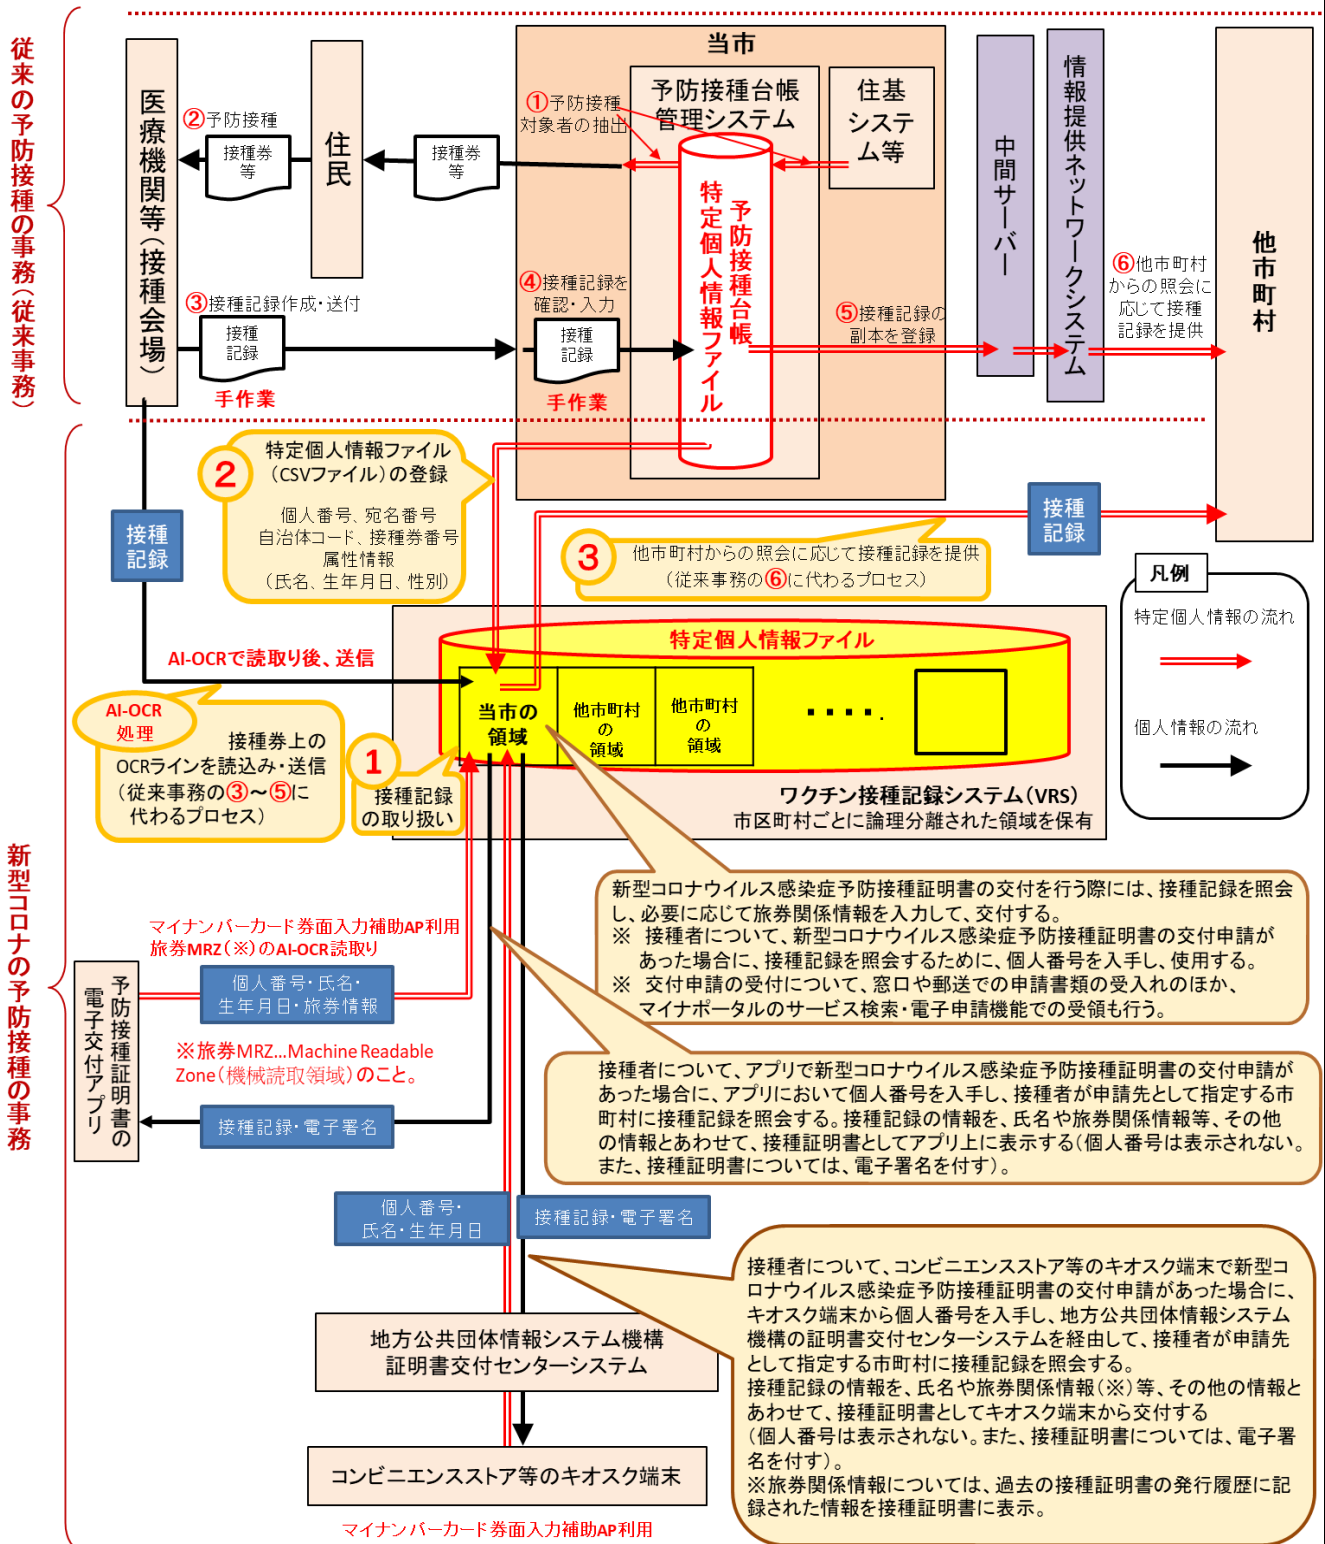 従来の予防接種の事務(従来事務)
医療機関等(接種会場)
②予防接種
接種券
等
住民
接種券
等
当市
①予防接種
対象者の抽出
予防接種台帳
管理システム
住基
システ
ム等
予防接種台帳
特定個人情報ファイル
中間サーバー
情報提供ネットワークシステム
他市町村
③接種記録作成・送付
接種
記録
手作業
④接種記録を
確認・入力
接種
記録
手作業
⑤接種記録の
副本を登録
⑥他市町村
からの照会に
応じて接種
記録を提供
新型コロナの予防接種の事務
接種
記録
2
特定個人情報ファイル
(CSVファイル)の登録
個人番号、宛名番号
自治体コード、接種券番号
属性情報
(氏名、生年月日、性別)
接種
記録
3
他市町村からの照会に応じて接種記録を提供
(従来事務の⑥に代わるプロセス)
凡例
特定個人情報の流れ
個人情報の流れ
AI-OCRで読取り後、送信
特定個人情報ファイル
当市の
領域
他市町村
の
領域
他市町村
の
領域
・・・・.
AI-OCR
処理
接種券上の
OCRラインを読込み・送信
(従来事務の③～⑤に
代わるプロセス)
1
接種記録
の取り扱い
ワクチン接種記録システム(VRS)
市区町村ごとに論理分離された領域を保有
新型コロナウイルス感染症予防接種証明書の交付を行う際には、接種記録を照会
し、必要に応じて旅券関係情報を入力して、交付する。
※ 接種者について、新型コロナウイルス感染症予防接種証明書の交付申請が
あった場合に、接種記録を照会するために、個人番号を入手し、使用する。
※ 交付申請の受付について、窓口や郵送での申請書類の受入れのほか、
マイナポータルのサービス検索・電子申請機能での受領も行う。
マイナンバーカード券面入力補助AP利用
旅券MRZ(※)のAI-OCR読取り
予防接種証明書の
電子交付アプリ
個人番号・氏名・
生年月日・旅券情報
※旅券MRZ…Machine Readable
Zone(機械読取領域)のこと。
接種記録・電子署名
接種者について、アプリで新型コロナウイルス感染症予防接種証明書の交付申請が
あった場合に、アプリにおいて個人番号を入手し、接種者が申請先として指定する市
町村に接種記録を照会する。接種記録の情報を、氏名や旅券関係情報等、その他
の情報とあわせて、接種証明書としてアプリ上に表示する(個人番号は表示されない。
また、接種証明書については、電子署名を付す)。
個人番号・
氏名・生年月日
接種記録・電子署名
接種者について、コンビニエンスストア等のキオスク端末で新型コ
ロナウイルス感染症予防接種証明書の交付申請があった場合に、
キオスク端末から個人番号を入手し、地方公共団体情報システム
機構の証明書交付センターシステムを経由して、接種者が申請先
として指定する市町村に接種記録を照会する。
接種記録の情報を、氏名や旅券関係情報(※)等、その他の情報と
あわせて、接種証明書としてキオスク端末から交付する
(個人番号は表示されない。また、接種証明書については、電子署
名を付す)。
※旅券関係情報については、過去の接種証明書の発行履歴に記
録された情報を接種証明書に表示。
地方公共団体情報システム機構
証明書交付センターシステム
コンビニエンスストア等のキオスク端末
マイナンバーカード券面入力補助AP利用